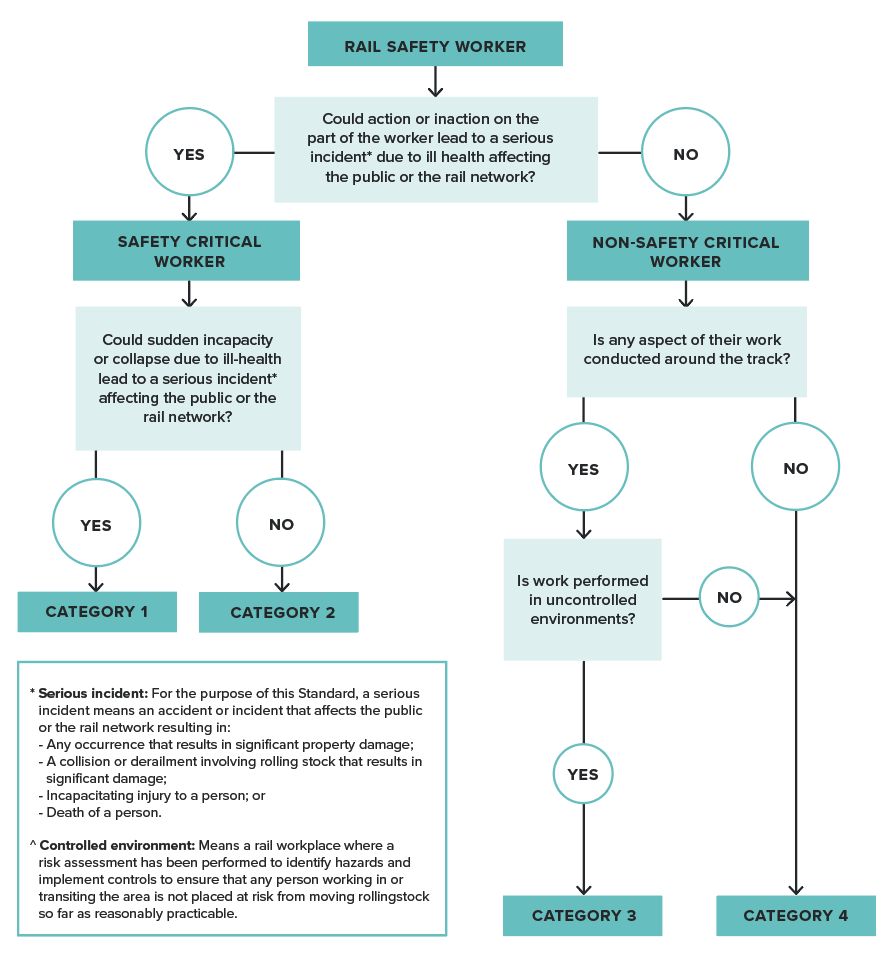 RAIL SAFETY WORKER
Could action or inaction on the
part of the worker lead to a serious
incident* due to ill health affecting
the public or the rail network?
YES
NO
SAFETY CRITICAL
WORKER
NON-SAFETY CRITICAL
WORKER
Could sudden incapacity
or collapse due to ill-health
lead to a serious incident*
affecting the public or the
rail network?
Is any aspect of their work
conducted around the track?
YES
NO
YES
NO
CATEGORY 1
CATEGORY 2
Is work performed
in uncontrolled
environments?
NO
YES
CATEGORY 3
CATEGORY 4
* Serious incident: For the purpose of this Standard, a serious
incident means an accident or incident that affects the public
or the rail network resulting in:
- Any occurrence that results in significant property damage;
- A collision or derailment involving rolling stock that results in
significant damage;
- Incapacitating injury to a person; or
- Death of a person.
^ Controlled environment: Means a rail workplace where a
risk assessment has been performed to identify hazards and
implement controls to ensure that any person working in or
transiting the area is not placed at risk from moving rollingstock
so far as reasonably practicable.